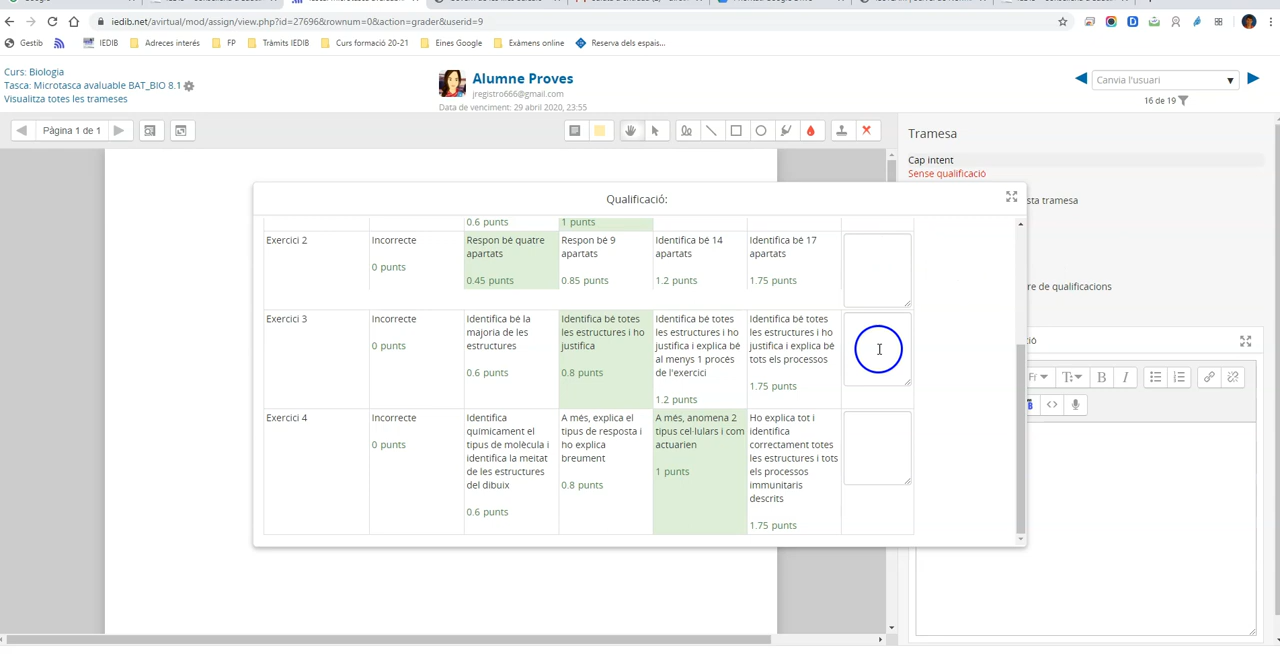 iedib.net/avirtual/mod/assign/view.php?id=27696&rownum=0&action=grader&userid=9
Gestib
IEDIB
Adreces interés
FP
Tràmits IEDIB
Curs formació 20-21
Eines Google
Exàmens online
Reserva dels espais...
Curs: Biologia
Tasca: Microtasca avaluable BAT_BIO 8.1
Visualitza totes les trameses
Alumne Proves
jregistro666@gmail.com
Data de venciment: 29 abril 2020, 23:55
Canvia l'usuari
16 de 19
Pàgina 1 de 1
Tramesa
Cap intent
Sense qualificació
sta tramesa
re de qualificacions
ió
Fr
T:
B
I
Qualificació:
0.6 punts
1 punts
Exercici 2
Incorrecte
0 punts
Respon bé quatre
apartats
0.45 punts
Respon bé 9
apartats
0.85 punts
Identifica bé 14
apartats
1.2 punts
Identifica bé 17
apartats
1.75 punts
Exercici 3
Incorrecte
0 punts
Identifica bé la
majoria de les
estructures
0.6 punts
Identifica bé totes
les estructures i ho
justifica
0.8 punts
Identifica bé totes
les estructures i ho
justifica i explica bé
al menys 1 procés
de l'exercici
1.2 punts
Identifica bé totes
les estructures i ho
justifica i explica bé
tots els processos
1.75 punts
Exercici 4
Incorrecte
0 punts
Identifica
químicament el
tipus de molècula i
identifica la meitat
de les estructures
del dibuix
0.6 punts
A més, explica el
tipus de resposta i
ho explica
breument
0.8 punts
A més, anomena 2
tipus cel·lulars i com
actuarien
1 punts
Ho explica tot i
identifica
correctament totes
les estructures i tots
els processos
immunitaris
descrits
1.75 punts